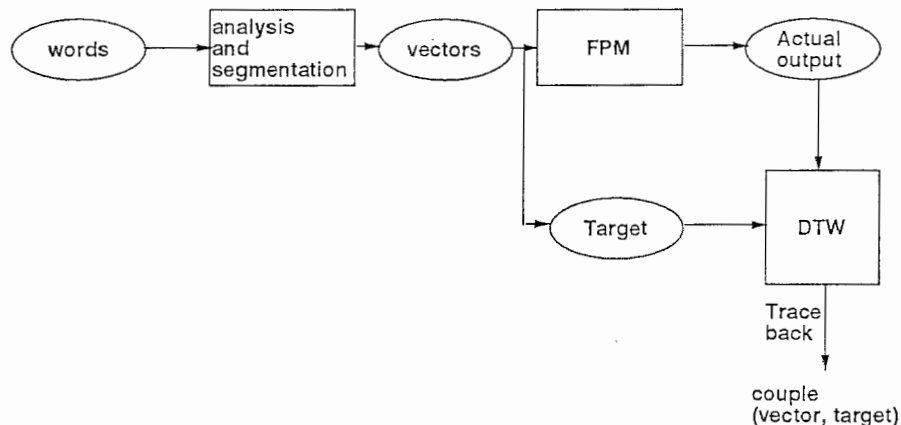 words
analysis
and
segmentation
vectors
FPM
Actual
output
Target
DTW
Trace
back
couple
(vector, target)